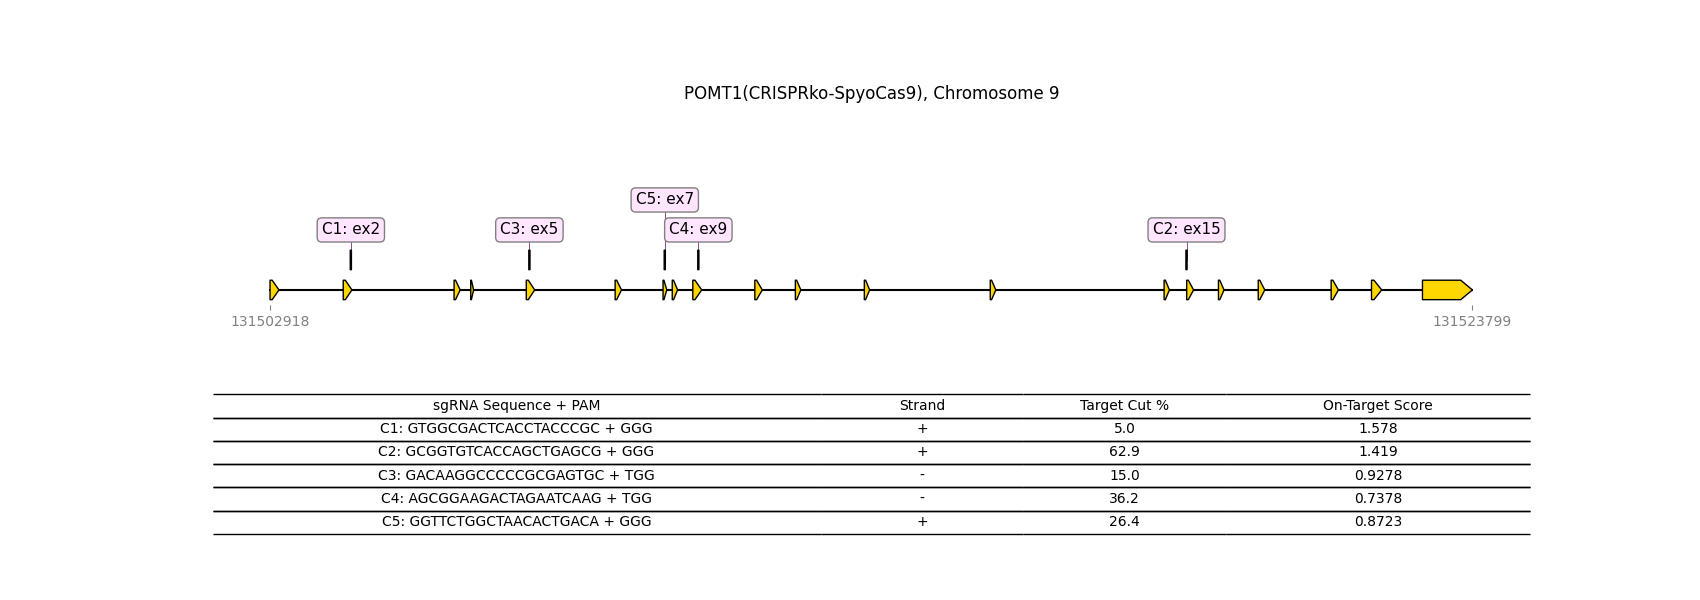 POMT1(CRISPRko-SpyoCas9), Chromosome 9
C5: ex7
C1: ex2
C3: ex5
C4: ex9
C2: ex15
131502918
131523799
sgRNA Sequence + PAM Strand Target Cut % On-Target Score
C1: GTGGCGACTCACCTACCCGC + GGG + 5.0 1.578
C2: GCGGTGTCACCAGCTGAGCG + GGG + 62.9 1.419
C3: GACAAGGCCCCCGCGAGTGC + TGG - 15.0 0.9278
C4: AGCGGAAGACTAGAATCAAG + TGG - 36.2 0.7378
C5: GGTTCTGGCTAACACTGACA + GGG + 26.4 0.8723